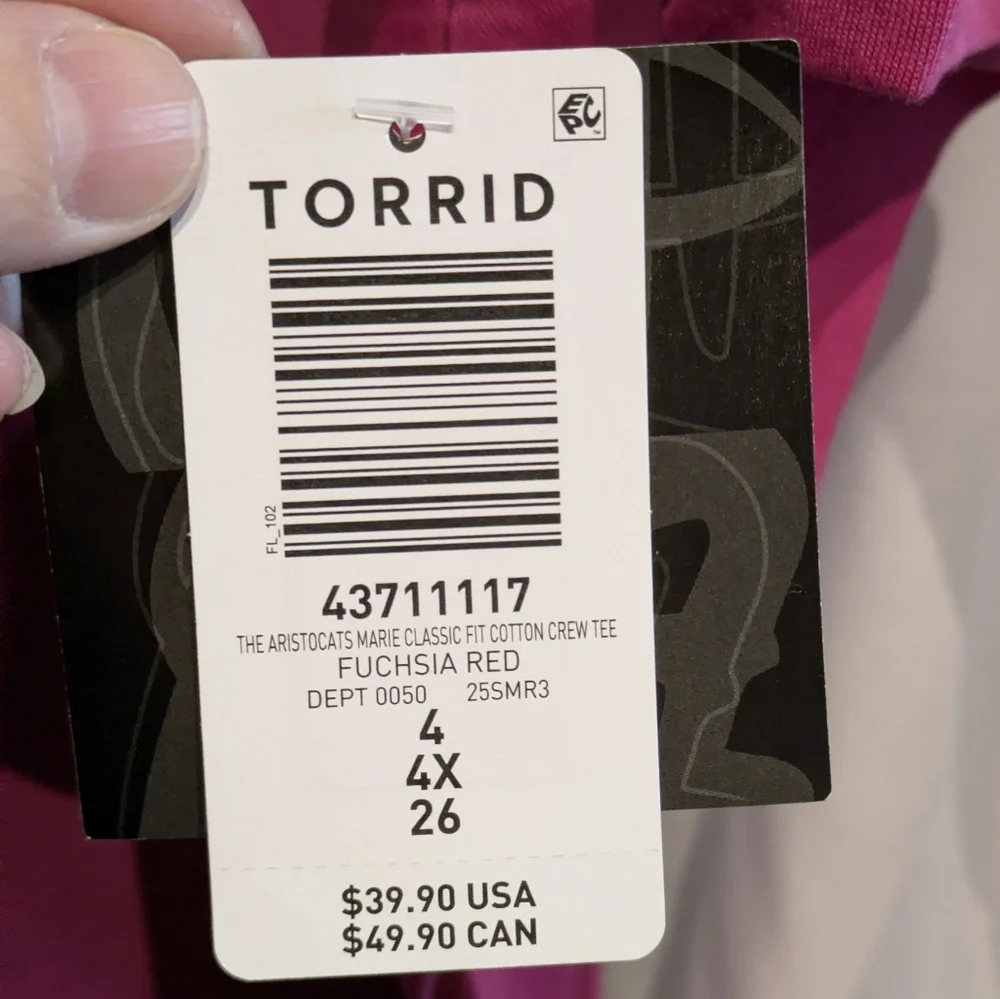 EPC™
TORRID
FL_102
43711117
THE ARISTOCATS MARIE CLASSIC FIT COTTON CREW TEE
FUCHSIA RED
DEPT 0050 25SMR3
4
4X
26
$39.90 USA
$49.90 CAN